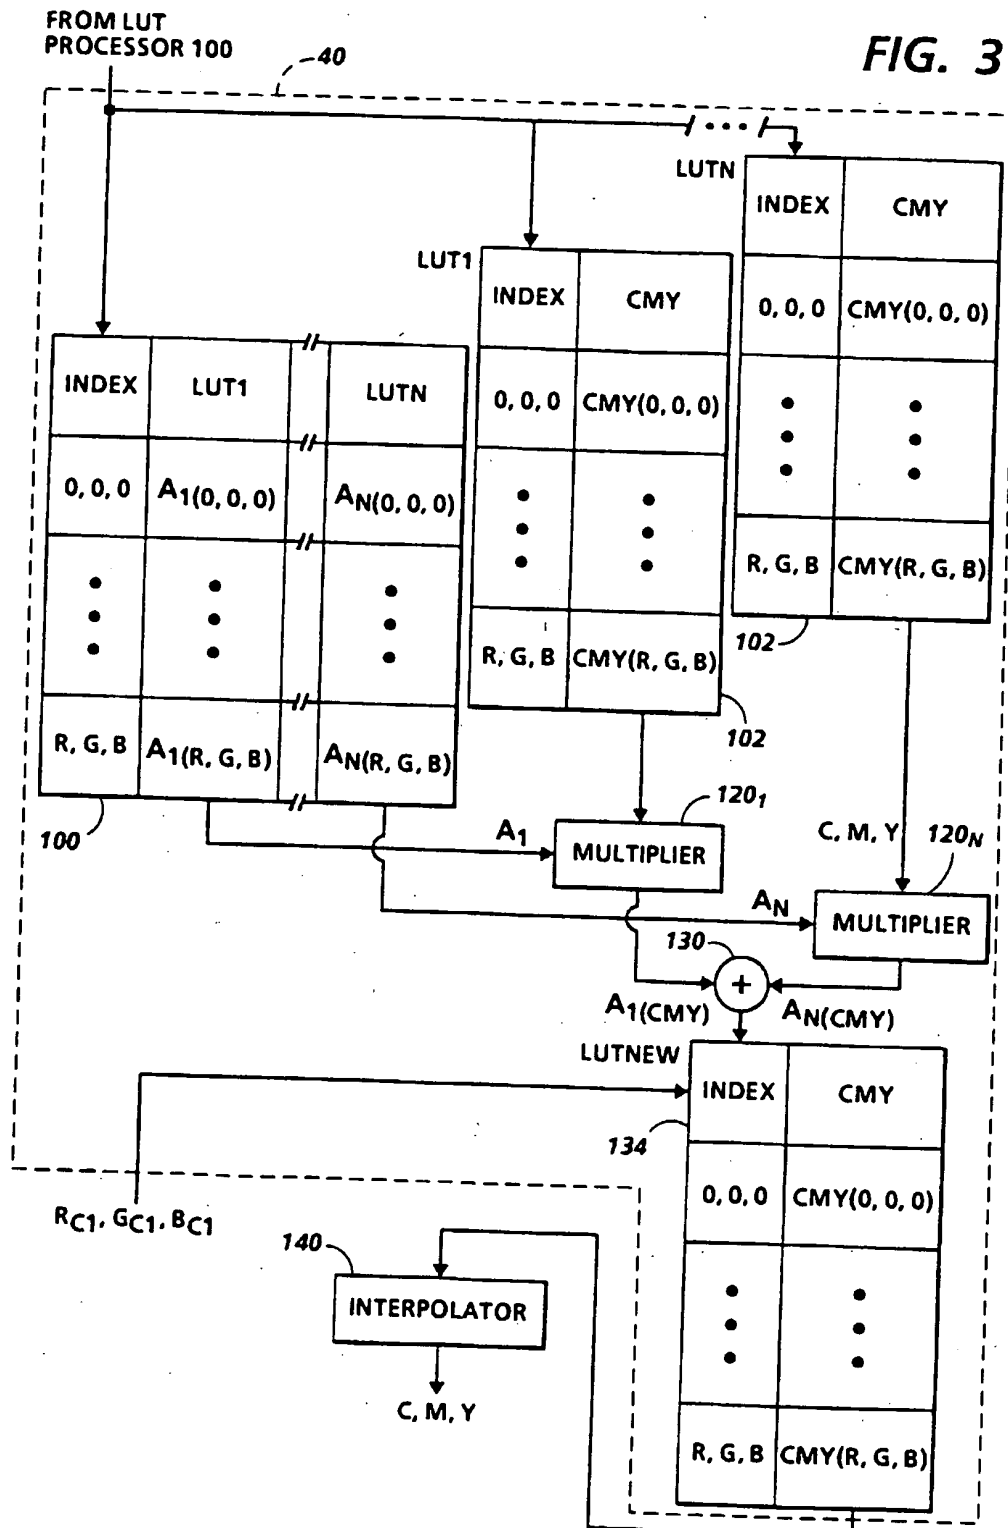 FROM LUT
PROCESSOR 100
40
FIG. 3
LUTN
INDEX CMY
0, 0, 0 CMY(0, 0, 0)
R, G, B CMY(R, G, B)
102
LUT1
INDEX CMY
0, 0, 0 CMY(0, 0, 0)
R, G, B CMY(R, G, B)
102
INDEX LUT1 LUTN
0, 0, 0 A1(0, 0, 0) AN(0, 0, 0)
R, G, B A1(R, G, B) AN(R, G, B)
100
A1
MULTIPLIER
1201
C, M, Y
120N
AN
MULTIPLIER
130
+
A1(CMY)
AN(CMY)
LUTNEW
INDEX CMY
134
0, 0, 0 CMY(0, 0, 0)
R, G, B CMY(R, G, B)
RC1, GC1, BC1
140
INTERPOLATOR
C, M, Y